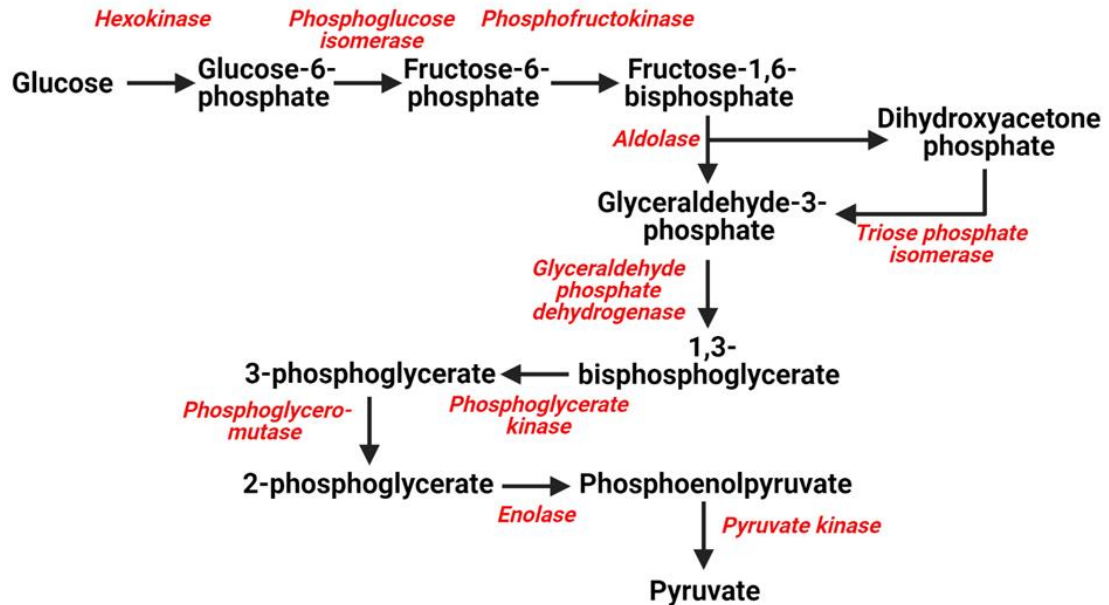 Hexokinase
Phosphoglucose
isomerase
Phosphofructokinase
Glucose
Glucose-6-
phosphate
Fructose-6-
phosphate
Fructose-1,6-
bisphosphate
Aldolase
Dihydroxyacetone
phosphate
Glyceraldehyde-3-
phosphate
Triose phosphate
isomerase
Glyceraldehyde
phosphate
dehydrogenase
1,3-
bisphosphoglycerate
3-phosphoglycerate
Phosphoglycerate
kinase
Phosphoglycero-
mutase
2-phosphoglycerate
Phosphoenolpyruvate
Enolase
Pyruvate kinase
Pyruvate